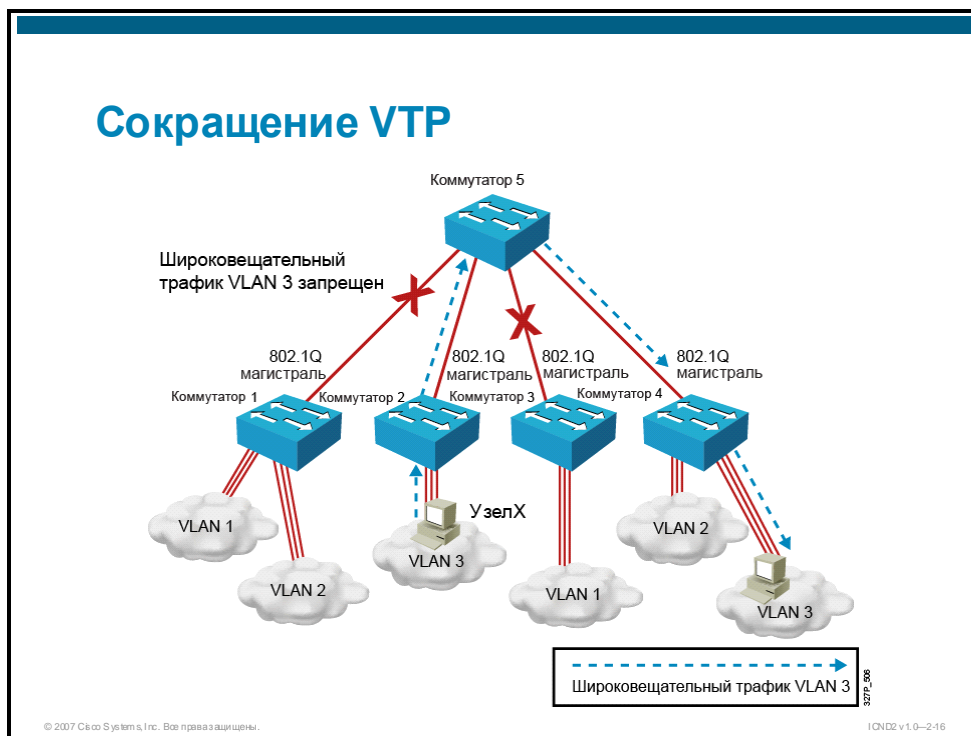 Сокращение VTP
Коммутатор 5
Широковещательный
трафик VLAN 3 запрещен
802.1Q
магистраль
802.1Q
магистраль
802.1Q
магистраль
802.1Q
магистраль
Коммутатор 1
Коммутатор 2
Коммутатор 3
Коммутатор 4
VLAN 1
VLAN 2
УзелX
VLAN 3
VLAN 1
VLAN 2
VLAN 3
Широковещательный трафик VLAN 3
327P_506
© 2007 Cisco Systems, Inc. Все права защищены.
ICND2 v1.0—2-16